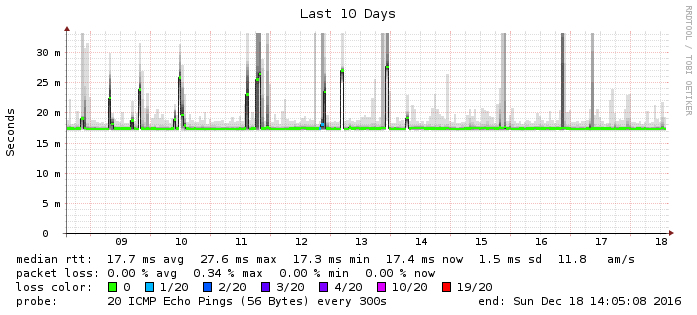 Last 10 Days
RRDTOOL / TOBI OETIKER
Seconds
30 m
25 m
20 m
15 m
10 m
5 m
0
09 10 11 12 13 14 15 16 17 18
median rtt: 17.7 ms avg 27.6 ms max 17.3 ms min 17.4 ms now 1.5 ms sd 11.8 am/s
packet loss: 0.00 % avg 0.34 % max 0.00 % min 0.00 % now
loss color: 0 1/20 2/20 3/20 4/20 10/20 19/20
probe: 20 ICMP Echo Pings (56 Bytes) every 300s end: Sun Dec 18 14:05:08 2016